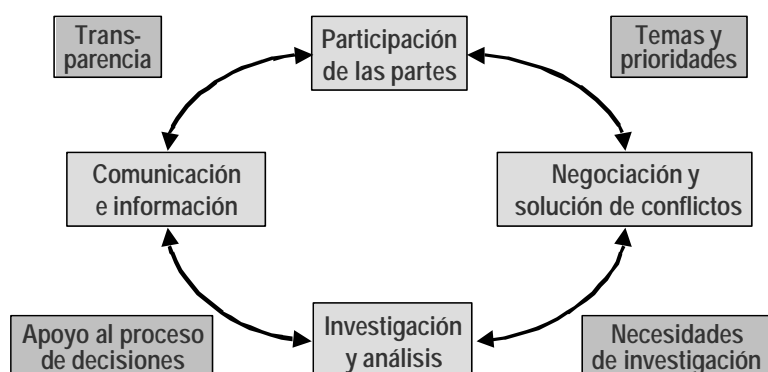 Trans-
parencia
Participación
de las partes
Temas y
prioridades
Comunicación
e información
Negociación y
solución de conflictos
Apoyo al proceso
de decisiones
Investigación
y análisis
Necesidades
de investigación